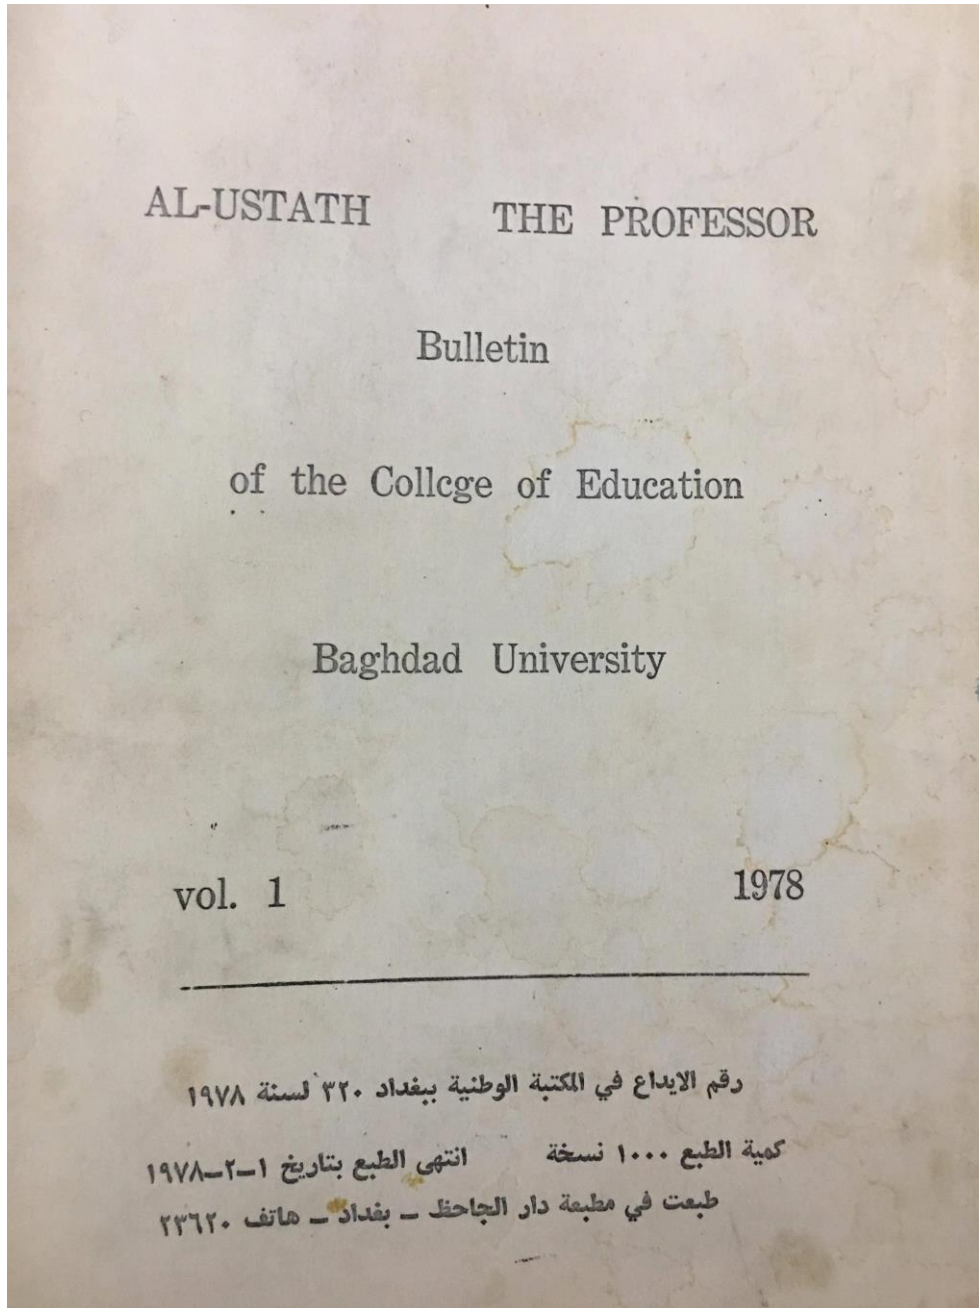 AL-USTATH THE PROFESSOR
Bulletin
of the Collcge of Education
Baghdad University
vol. 1 1978
رقم الايداع في المكتبة الوطنية ببغداد ٣٢٠ لسنة ١٩٧٨
كمية الطبع ١٠٠٠ نسخة انتهى الطبع بتاريخ ١-٢-١٩٧٨
طبعت في مطبعة دار الجاحظ - بغداد - هاتف ٢٣٦٢٠